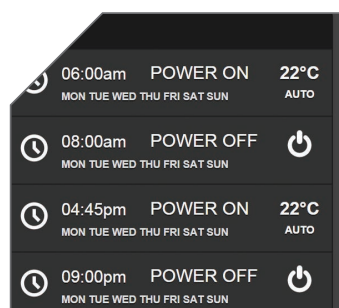 06:00am POWER ON 22°C
MON TUE WED THU FRI SAT SUN AUTO
08:00am POWER OFF
MON TUE WED THU FRI SAT SUN
04:45pm POWER ON 22°C
MON TUE WED THU FRI SAT SUN AUTO
09:00pm POWER OFF
MON TUE WED THU FRI SAT SUN